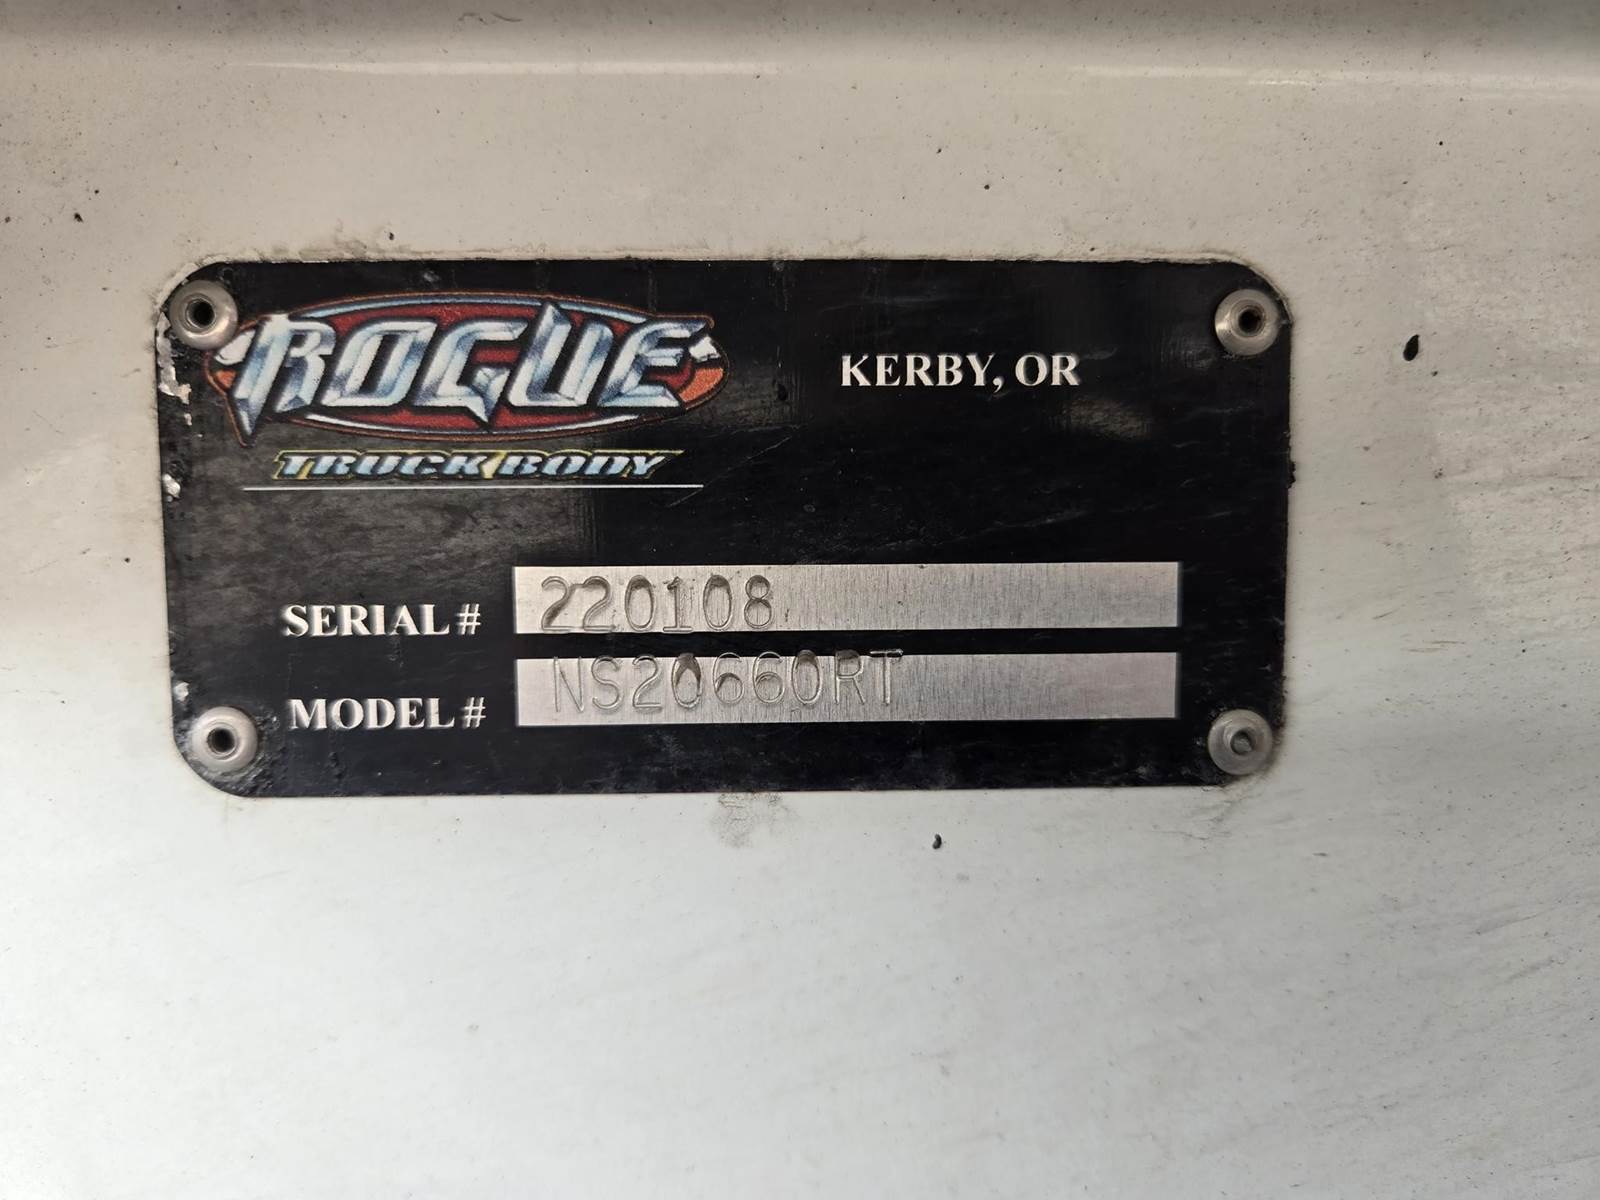 ROGUE
TRUCK BODY
KERBY, OR
SERIAL # 220108
MODEL # NS20660RT